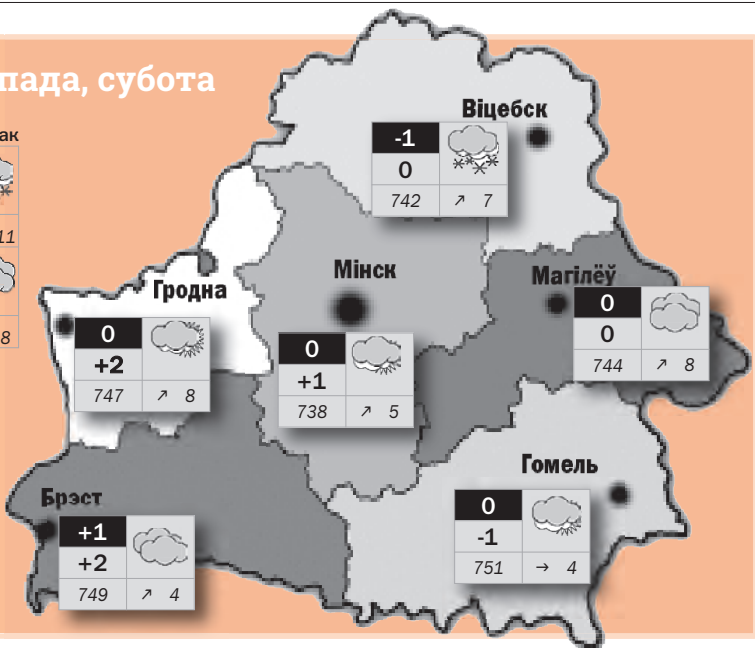 пада, субота
ак
11
8
Віцебск
-1
0
742 ↗ 7
Мінск
0
+1
738 ↗ 5
Магілёў
0
0
744 ↗ 8
Гродна
0
+2
747 ↗ 8
Гомель
0
-1
751 → 4
Брэст
+1
+2
749 ↗ 4